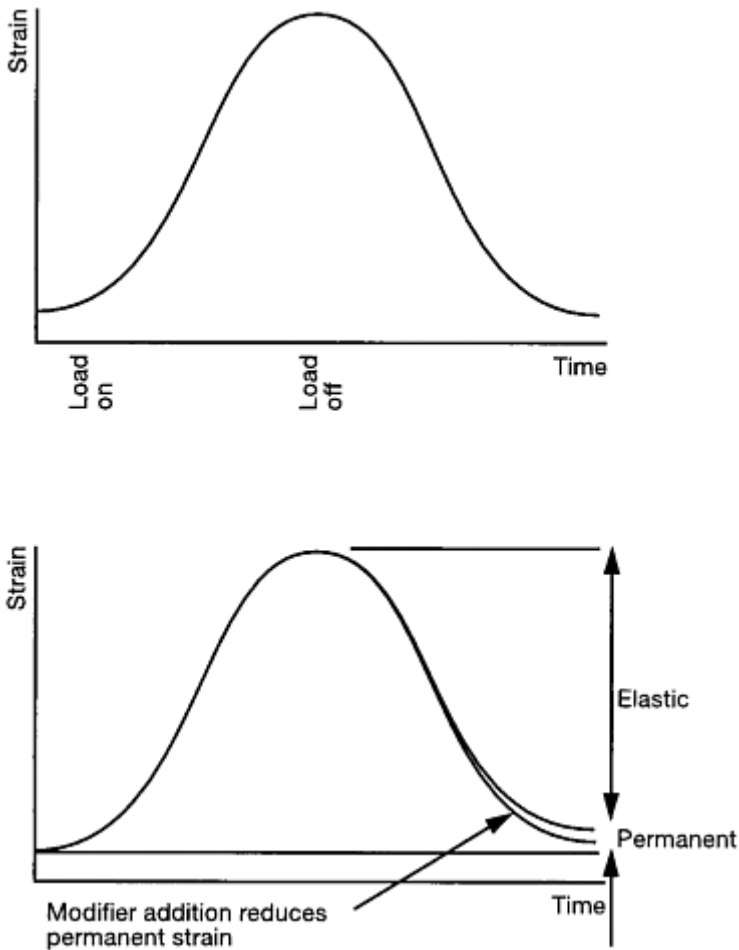 Strain
Load
on
Load
off
Time
Strain
Elastic
Permanent
Time
Modifier addition reduces
permanent strain